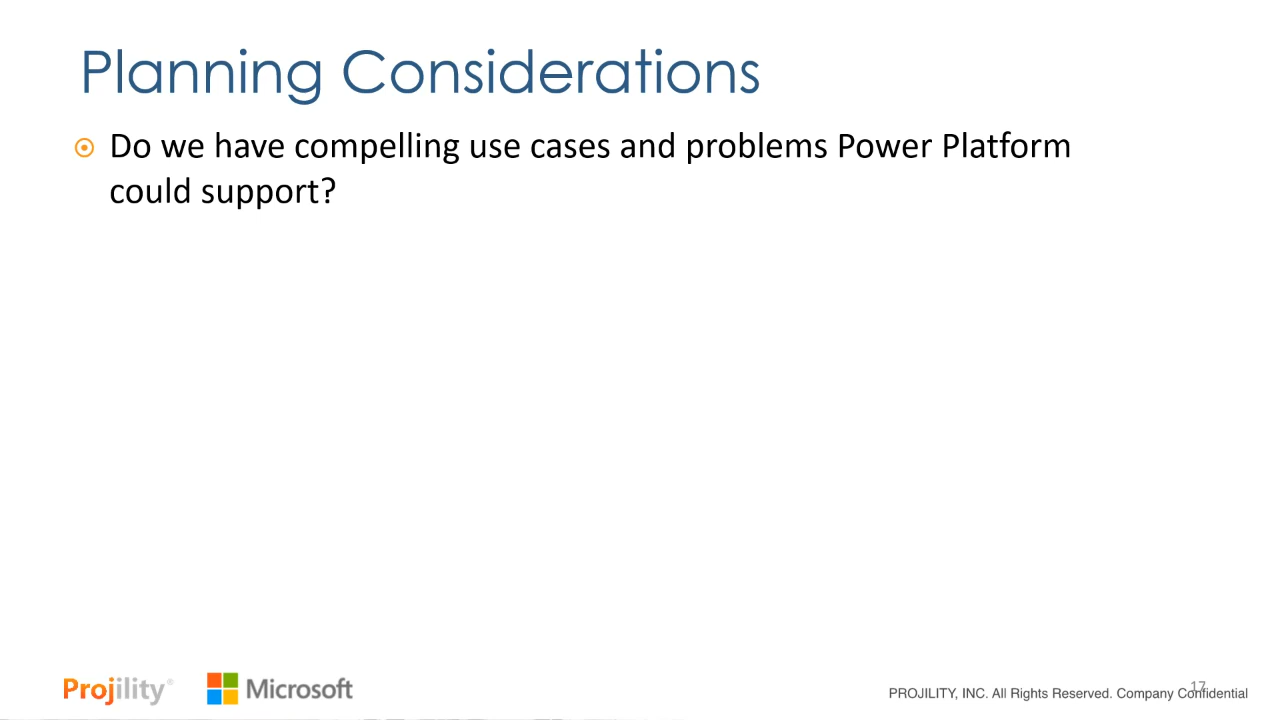 Planning Considerations
Do we have compelling use cases and problems Power Platform
could support?
Projility®
Microsoft
17
PROJILITY, INC. All Rights Reserved. Company Confidential